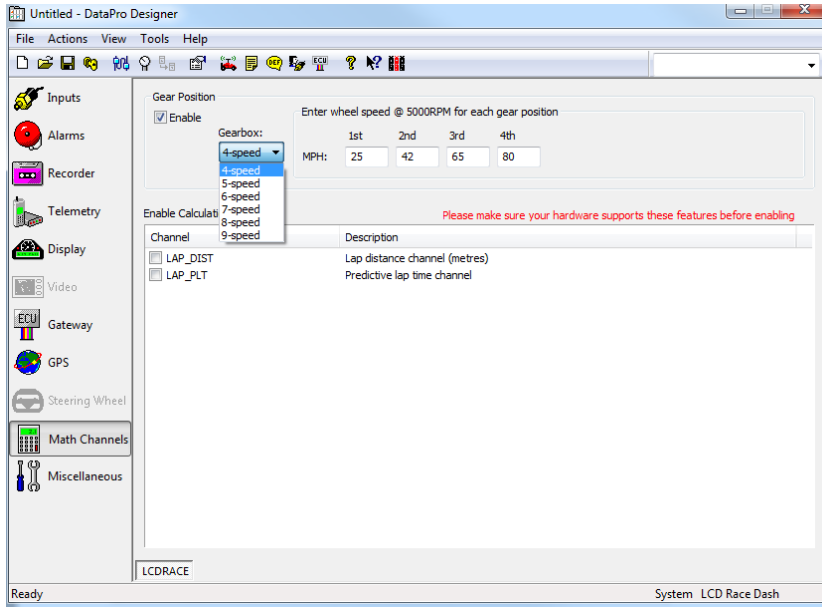 Untitled - DataPro Designer
File Actions View Tools Help
DEF
ECU
Inputs
Alarms
Recorder
Telemetry
Display
Video
ECU
Gateway
GPS
Steering Wheel
Math Channels
Miscellaneous
Gear Position
Enable
Gearbox:
4-speed
4-speed
5-speed
6-speed
7-speed
8-speed
9-speed
Enter wheel speed @ 5000RPM for each gear position
1st 2nd 3rd 4th
MPH: 25 42 65 80
Enable Calculati
Please make sure your hardware supports these features before enabling
Channel Description
LAP_DIST Lap distance channel (metres)
LAP_PLT Predictive lap time channel
LCDRACE
Ready System LCD Race Dash